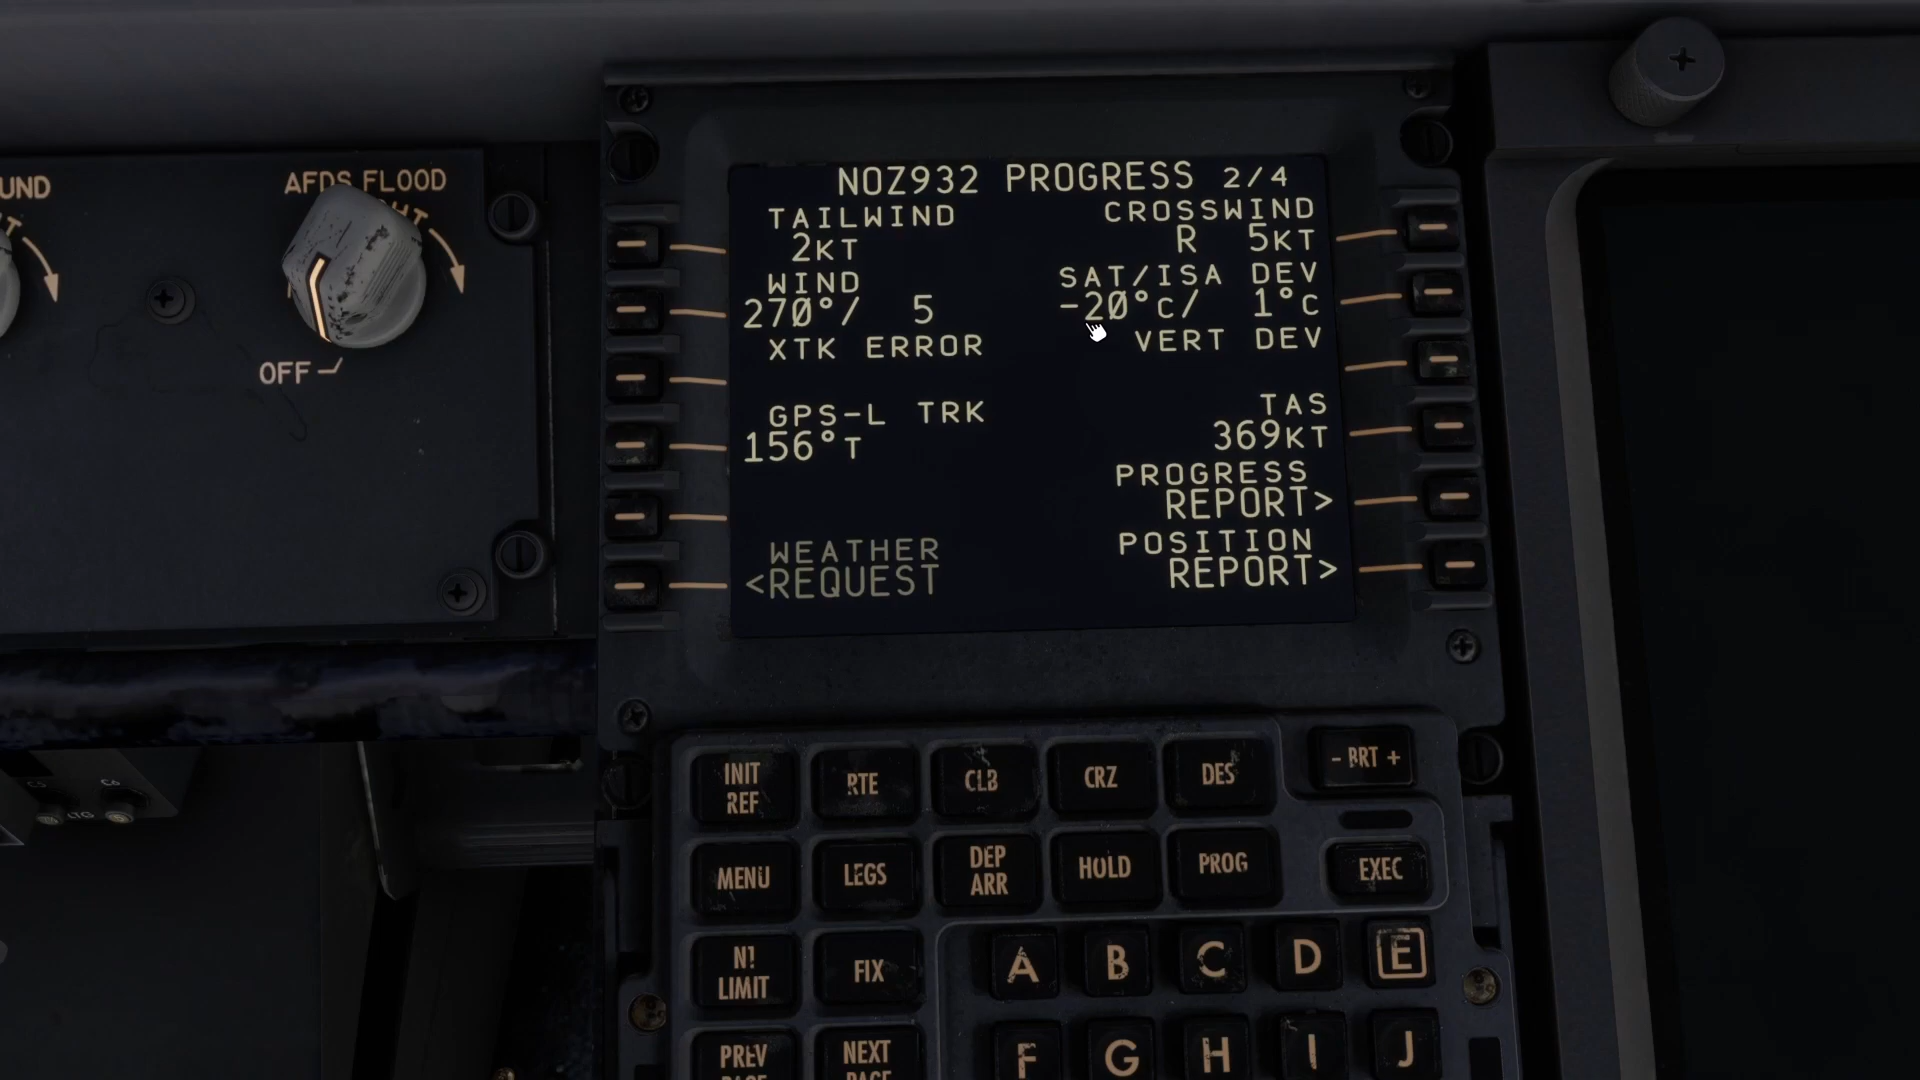 UND
AFDS FLOOD
OFF
NOZ932 PROGRESS 2/4
TAILWIND CROSSWIND
2KT R 5KT
WIND SAT/ISA DEV
270°/ 5 -20°C/ 1°C
XTK ERROR VERT DEV
GPS-L TRK TAS
156°T 369KT
PROGRESS
REPORT>
WEATHER POSITION
<REQUEST REPORT>
INIT REF RTE CLB CRZ DES - BRT +
MENU LEGS DEP ARR HOLD PROG EXEC
N1 LIMIT FIX A B C D E
PREV NEXT F G H I J